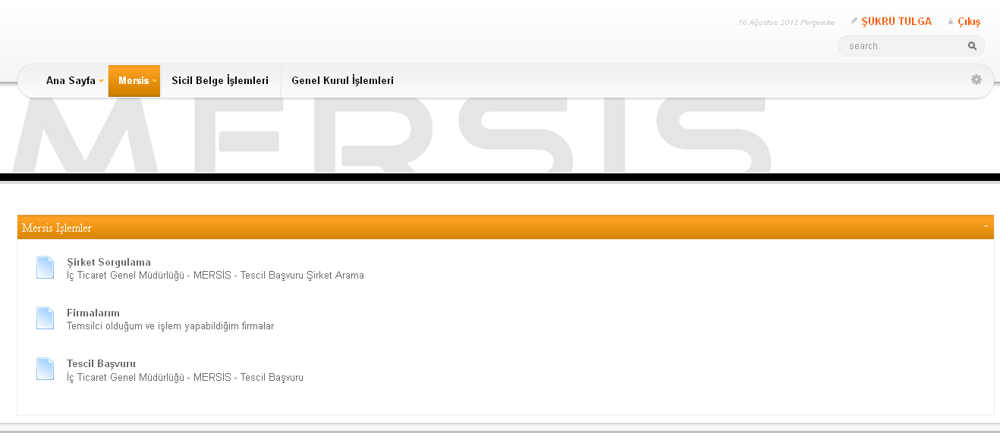 16 Ağustos 2012 Perşembe ŞÜKRÜ TULGA Çıkış
search
Ana Sayfa Mersis Sicil Belge İşlemleri Genel Kurul İşlemleri
MERSIS
Mersis İşlemler
Şirket Sorgulama
İç Ticaret Genel Müdürlüğü - MERSİS - Tescil Başvuru Şirket Arama
Firmalarım
Temsilci olduğum ve işlem yapabildiğim firmalar
Tescil Başvuru
İç Ticaret Genel Müdürlüğü - MERSİS - Tescil Başvuru